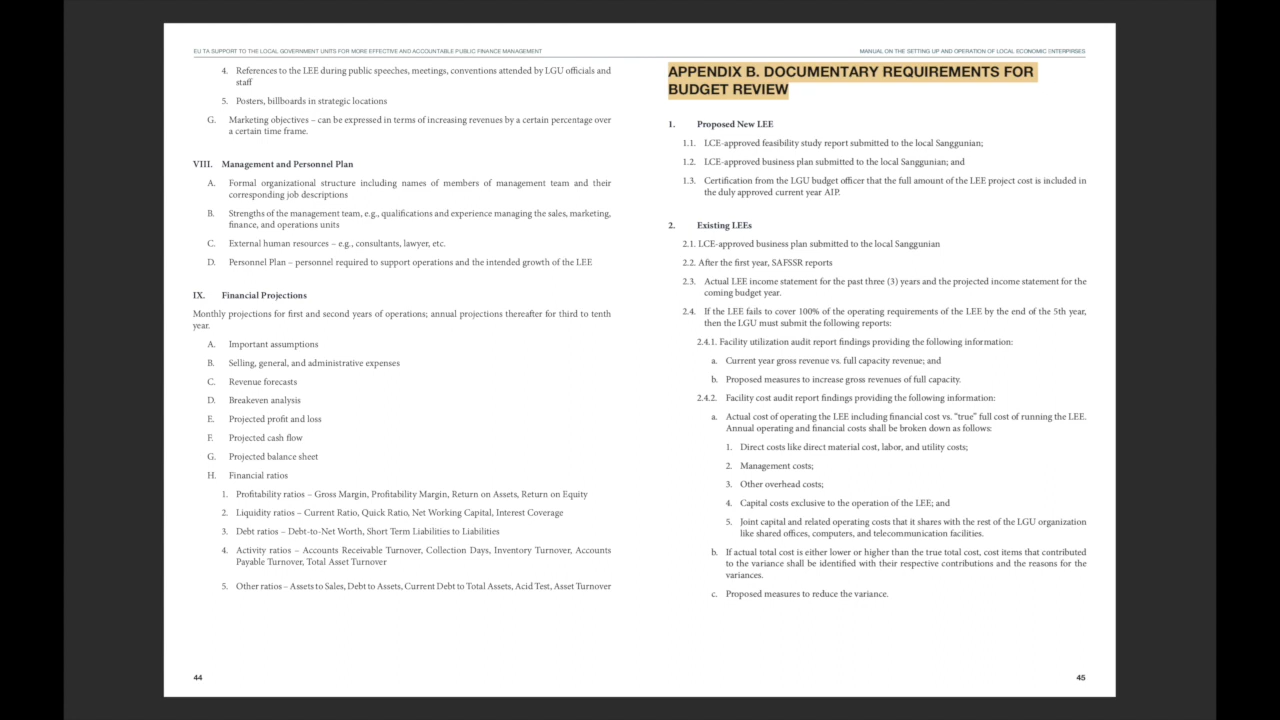 EU TA SUPPORT TO THE LOCAL GOVERNMENT UNITS FOR MORE EFFECTIVE AND ACCOUNTABLE PUBLIC FINANCE MANAGEMENT
4. References to the LEE during public speeches, meetings, conventions attended by LGU officials and
staff
5. Posters, billboards in strategic locations
G. Marketing objectives – can be expressed in terms of increasing revenues by a certain percentage over
a certain time frame.
VIII. Management and Personnel Plan
A. Formal organizational structure including names of members of management team and their
corresponding job descriptions
B. Strengths of the management team, e.g., qualifications and experience managing the sales, marketing,
finance, and operations units
C. External human resources – e.g., consultants, lawyer, etc.
D. Personnel Plan – personnel required to support operations and the intended growth of the LEE
IX. Financial Projections
Monthly projections for first and second years of operations; annual projections thereafter for third to tenth
year.
A. Important assumptions
B. Selling, general, and administrative expenses
C. Revenue forecasts
D. Breakeven analysis
E. Projected profit and loss
F. Projected cash flow
G. Projected balance sheet
H. Financial ratios
1. Profitability ratios – Gross Margin, Profitability Margin, Return on Assets, Return on Equity
2. Liquidity ratios – Current Ratio, Quick Ratio, Net Working Capital, Interest Coverage
3. Debt ratios – Debt-to-Net Worth, Short Term Liabilities to Liabilities
4. Activity ratios – Accounts Receivable Turnover, Collection Days, Inventory Turnover, Accounts
Payable Turnover, Total Asset Turnover
5. Other ratios – Assets to Sales, Debt to Assets, Current Debt to Total Assets, Acid Test, Asset Turnover
44
MANUAL ON THE SETTING UP AND OPERATION OF LOCAL ECONOMIC ENTERPIRSES
APPENDIX B. DOCUMENTARY REQUIREMENTS FOR
BUDGET REVIEW
1. Proposed New LEE
1.1. LCE-approved feasibility study report submitted to the local Sanggunian;
1.2. LCE-approved business plan submitted to the local Sanggunian; and
1.3. Certification from the LGU budget officer that the full amount of the LEE project cost is included in
the duly approved current year AIP.
2. Existing LEEs
2.1. LCE-approved business plan submitted to the local Sanggunian
2.2. After the first year, SAFSSR reports
2.3. Actual LEE income statement for the past three (3) years and the projected income statement for the
coming budget year.
2.4. If the LEE fails to cover 100% of the operating requirements of the LEE by the end of the 5th year,
then the LGU must submit the following reports:
2.4.1. Facility utilization audit report findings providing the following information:
a. Current year gross revenue vs. full capacity revenue; and
b. Proposed measures to increase gross revenues of full capacity.
2.4.2. Facility cost audit report findings providing the following information:
a. Actual cost of operating the LEE including financial cost vs. “true” full cost of running the LEE.
Annual operating and financial costs shall be broken down as follows:
1. Direct costs like direct material cost, labor, and utility costs;
2. Management costs;
3. Other overhead costs;
4. Capital costs exclusive to the operation of the LEE; and
5. Joint capital and related operating costs that it shares with the rest of the LGU organization
like shared offices, computers, and telecommunication facilities.
b. If actual total cost is either lower or higher than the true total cost, cost items that contributed
to the variance shall be identified with their respective contributions and the reasons for the
variances.
c. Proposed measures to reduce the variance.
45